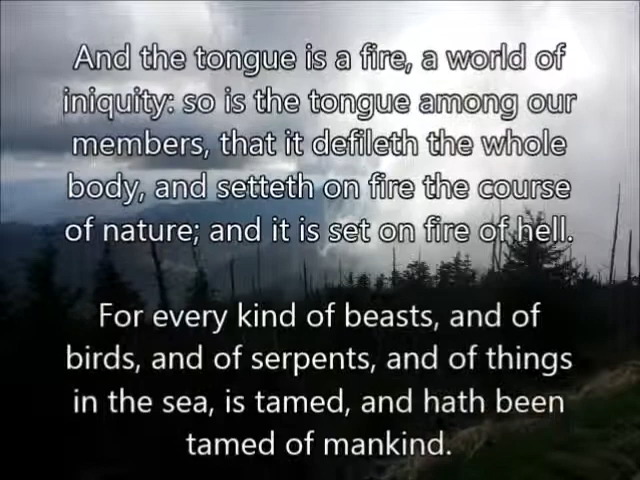 And the tongue is a fire, a world of
iniquity: so is the tongue among our
members, that it defileth the whole
body, and setteth on fire the course
of nature; and it is set on fire of hell.
For every kind of beasts, and of
birds, and of serpents, and of things
in the sea, is tamed, and hath been
tamed of mankind.